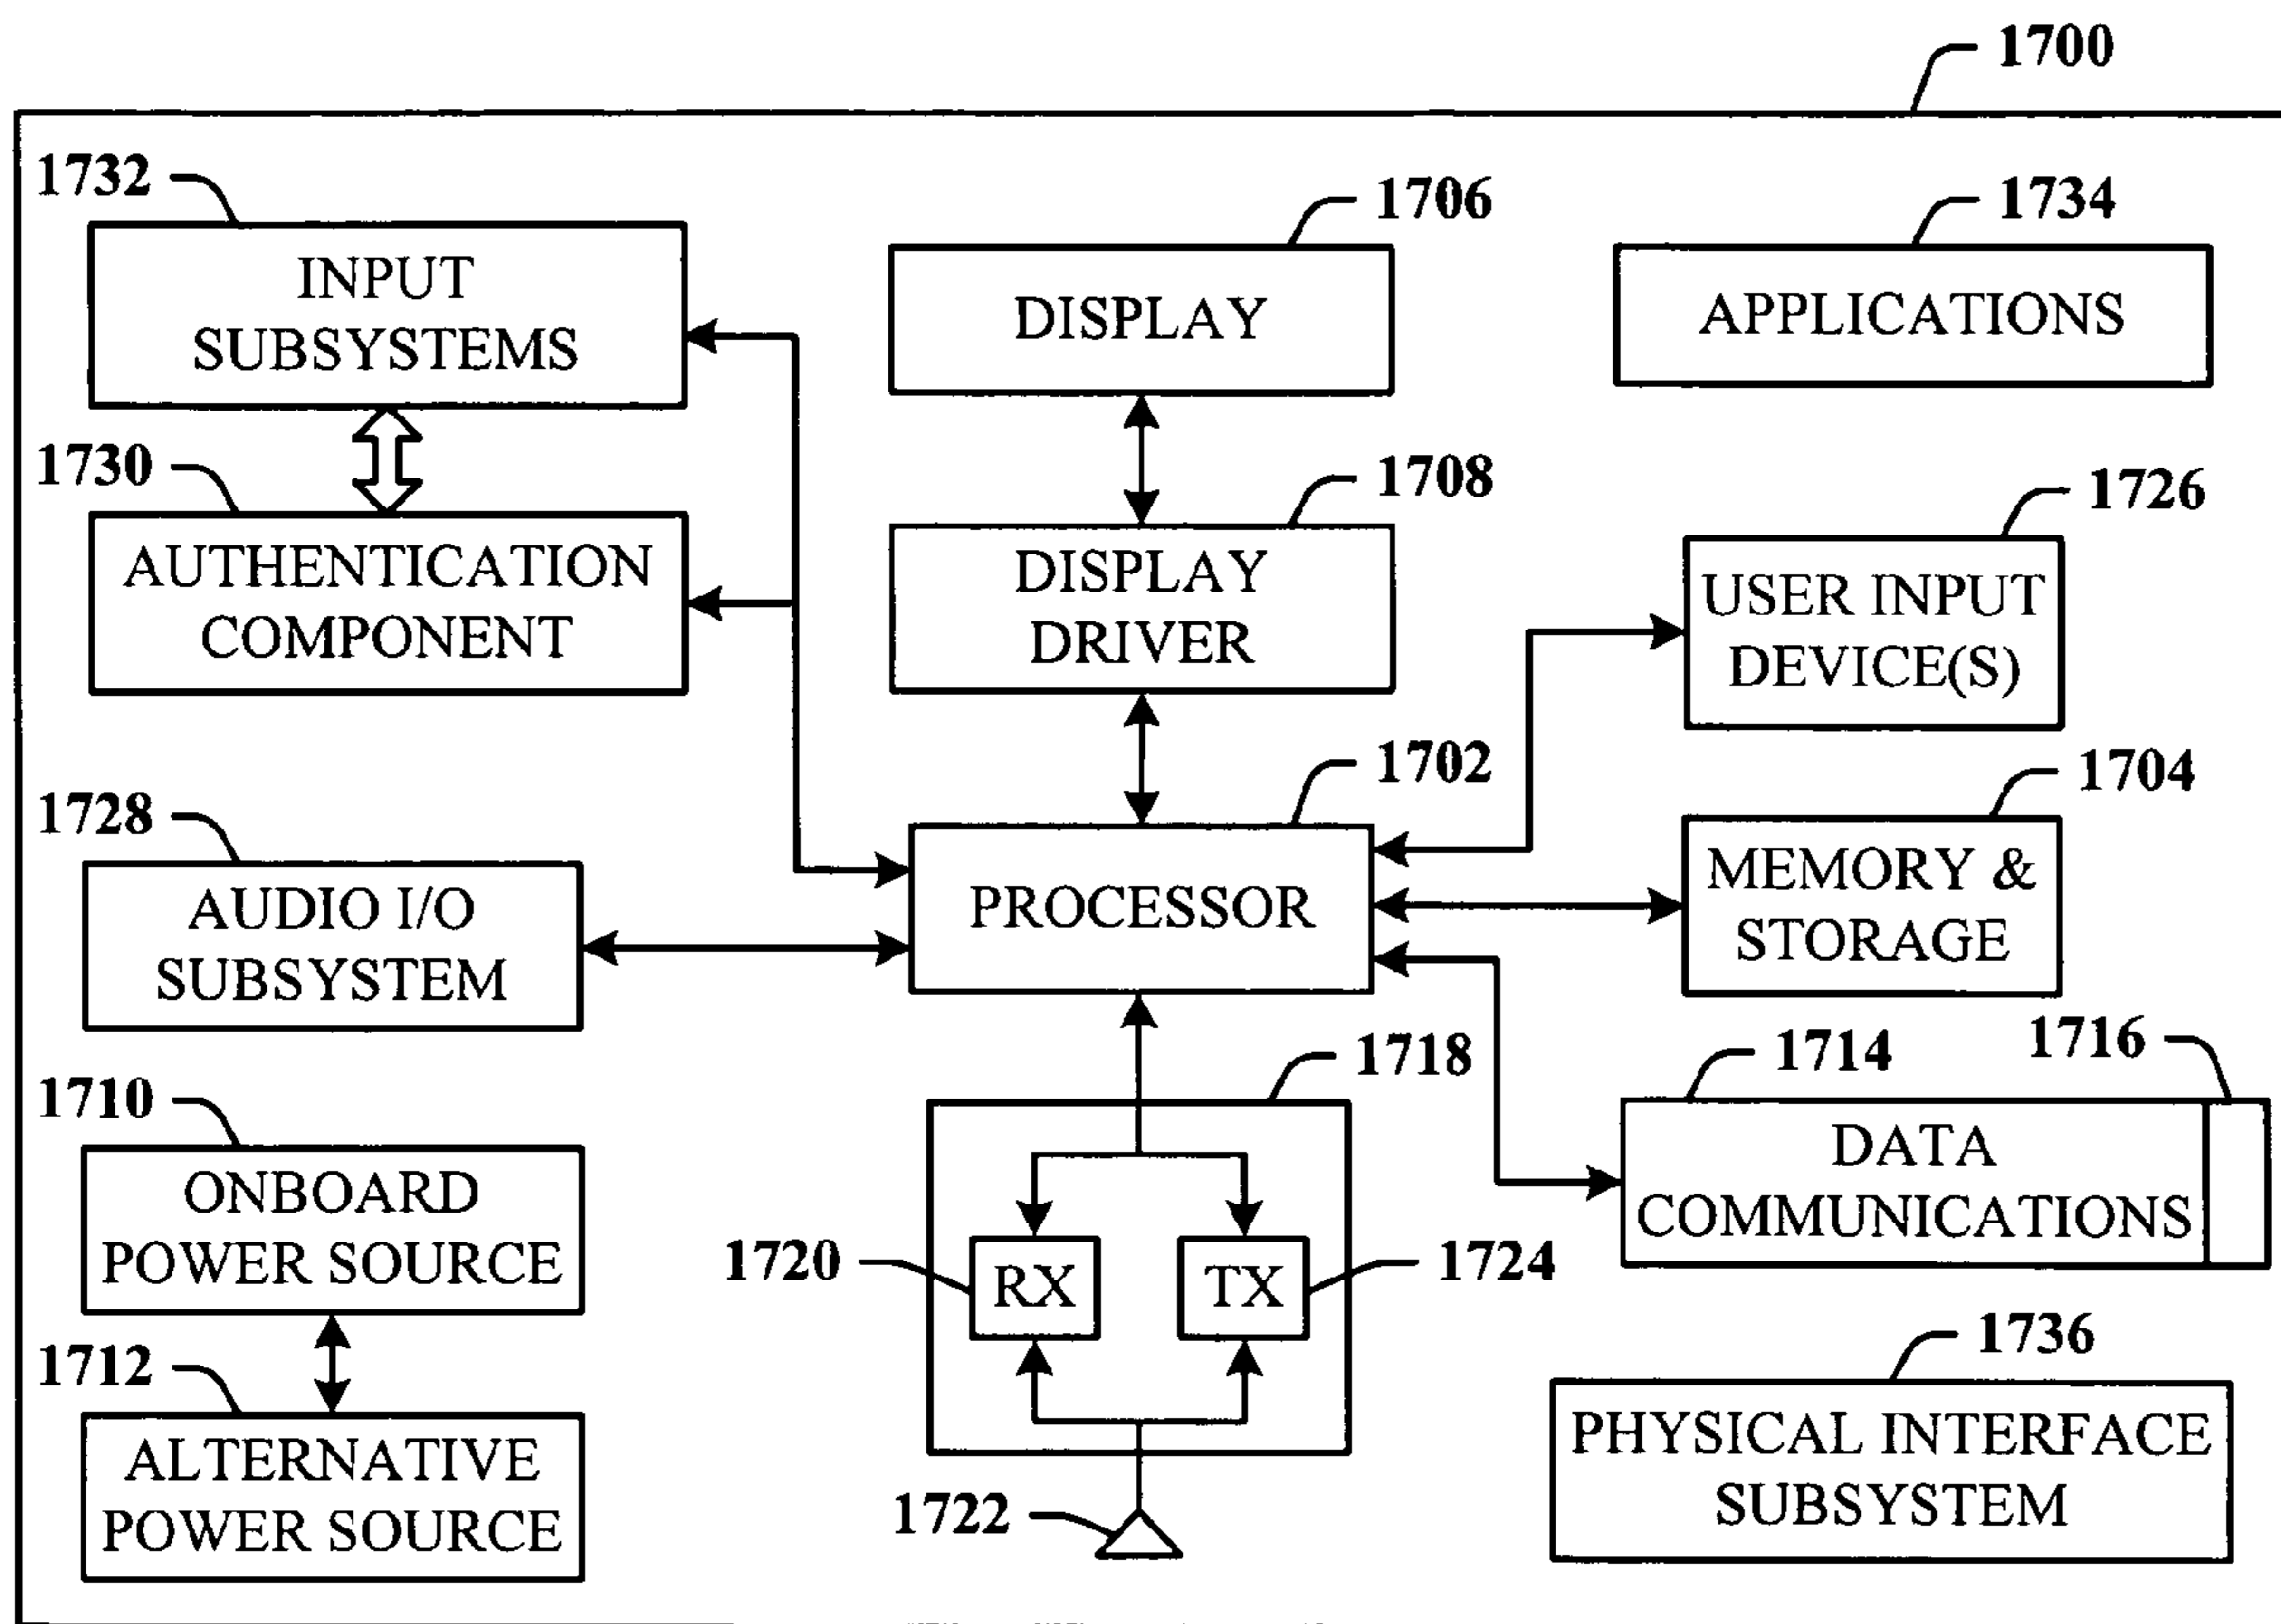 1700
1732
INPUT
SUBSYSTEMS
1706
DISPLAY
1734
APPLICATIONS
1730
AUTHENTICATION
COMPONENT
1708
DISPLAY
DRIVER
1726
USER INPUT
DEVICE(S)
1728
AUDIO I/O
SUBSYSTEM
1702
PROCESSOR
1704
MEMORY &
STORAGE
1710
ONBOARD
POWER SOURCE
1718
1720
RX
TX
1724
1714
1716
DATA
COMMUNICATIONS
1712
ALTERNATIVE
POWER SOURCE
1722
1736
PHYSICAL INTERFACE
SUBSYSTEM